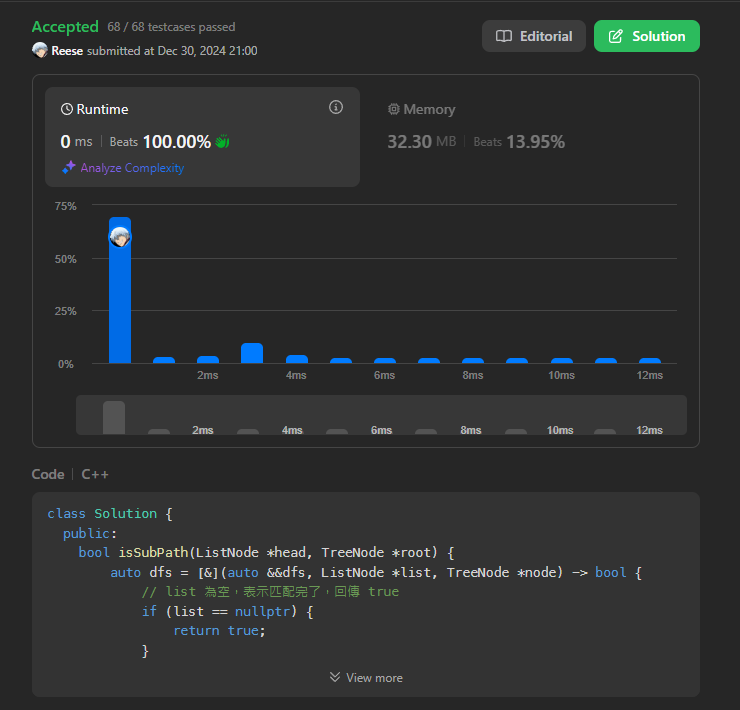 Accepted 68 / 68 testcases passed
Reese submitted at Dec 30, 2024 21:00
Editorial
Solution
Runtime
0 ms | Beats 100.00%
Analyze Complexity
Memory
32.30 MB | Beats 13.95%
75%
50%
25%
0%
2ms 4ms 6ms 8ms 10ms 12ms
2ms 4ms 6ms 8ms 10ms 12ms
Code | C++
class Solution {
  public:
    bool isSubPath(ListNode *head, TreeNode *root) {
        auto dfs = [&](auto &&dfs, ListNode *list, TreeNode *node) -> bool {
            // list 為空，表示匹配完了，回傳 true
            if (list == nullptr) {
                return true;
            }
View more